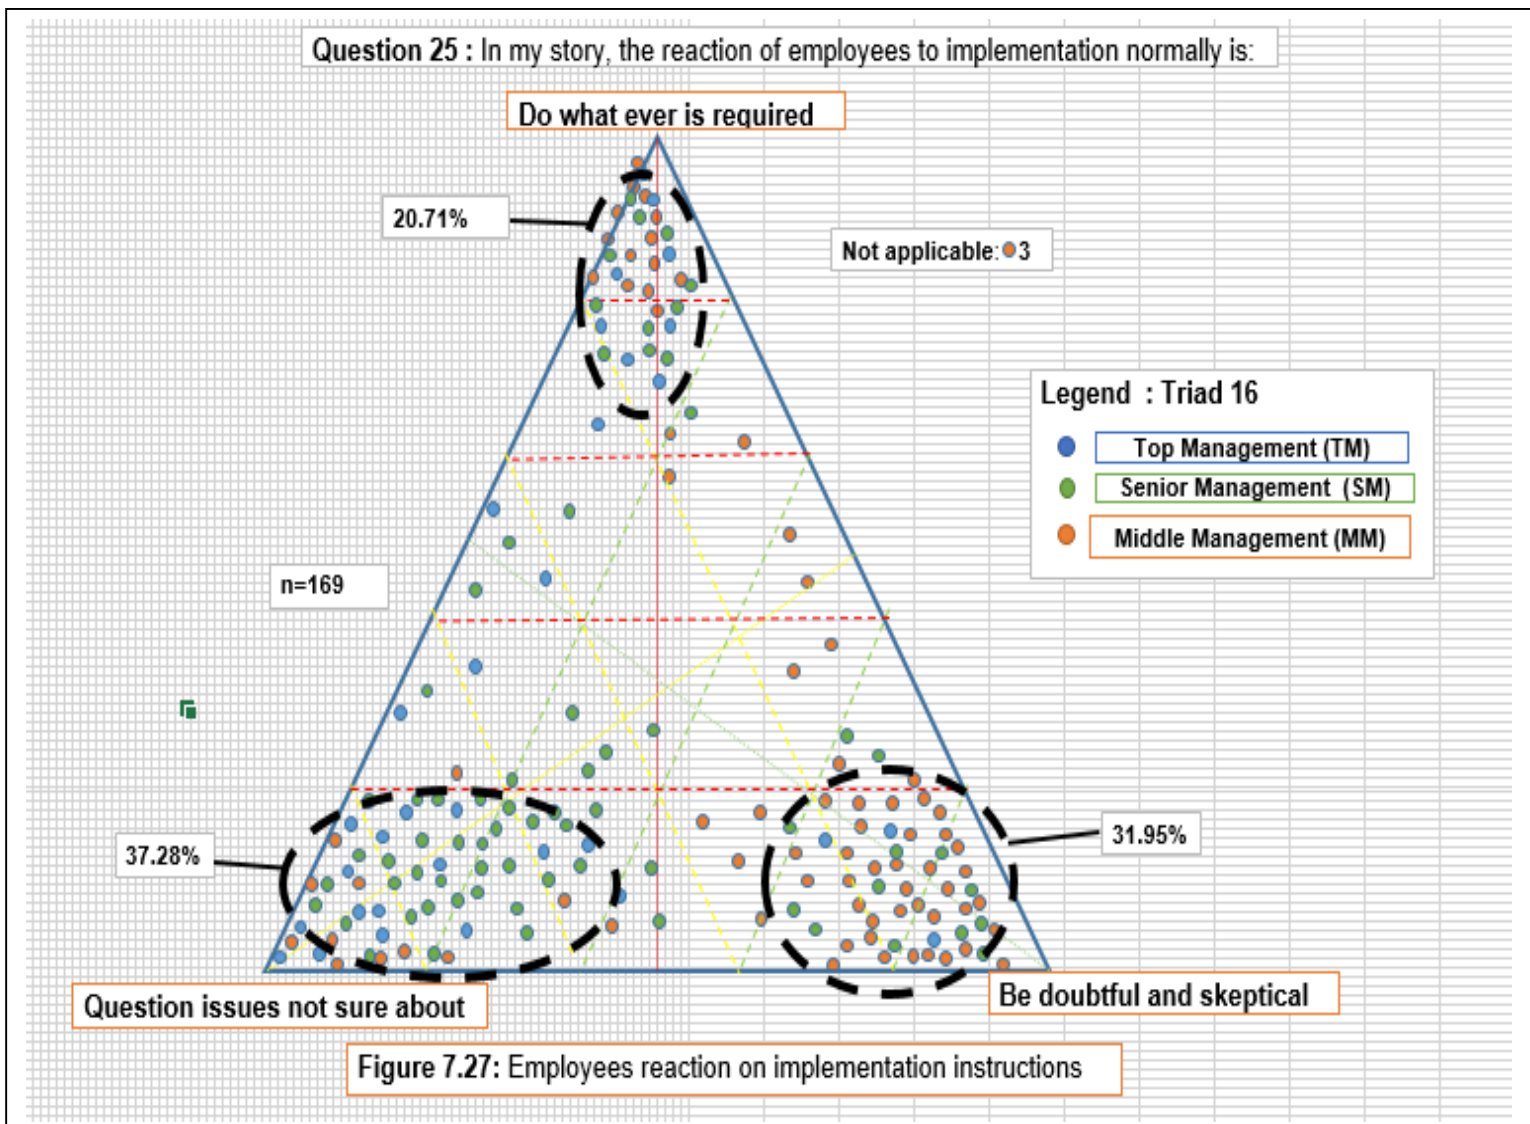 Question 25 : In my story, the reaction of employees to implementation normally is:
Do what ever is required
20.71%
Not applicable: 3
Legend : Triad 16
Top Management (TM)
Senior Management (SM)
Middle Management (MM)
n=169
37.28%
31.95%
Question issues not sure about
Be doubtful and skeptical
Figure 7.27: Employees reaction on implementation instructions